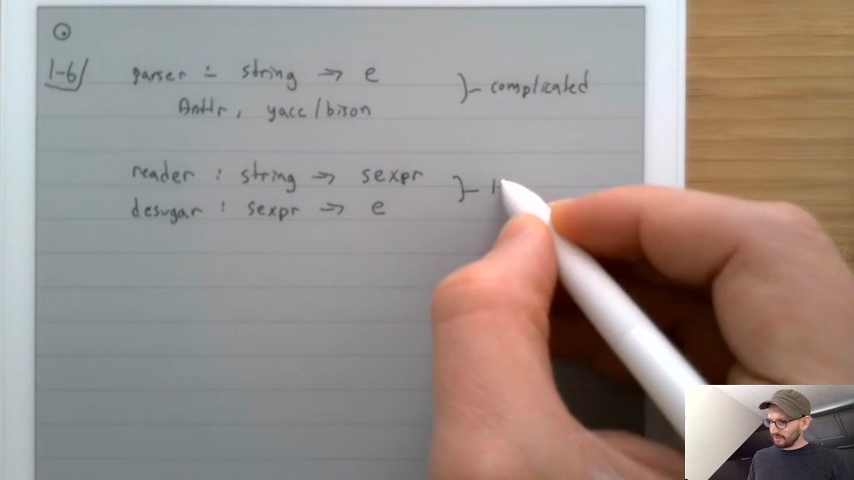 1-6/ parser : string → e } complicated
Antlr, yacc/bison
reader : string → sexpr }
desugar : sexpr → e